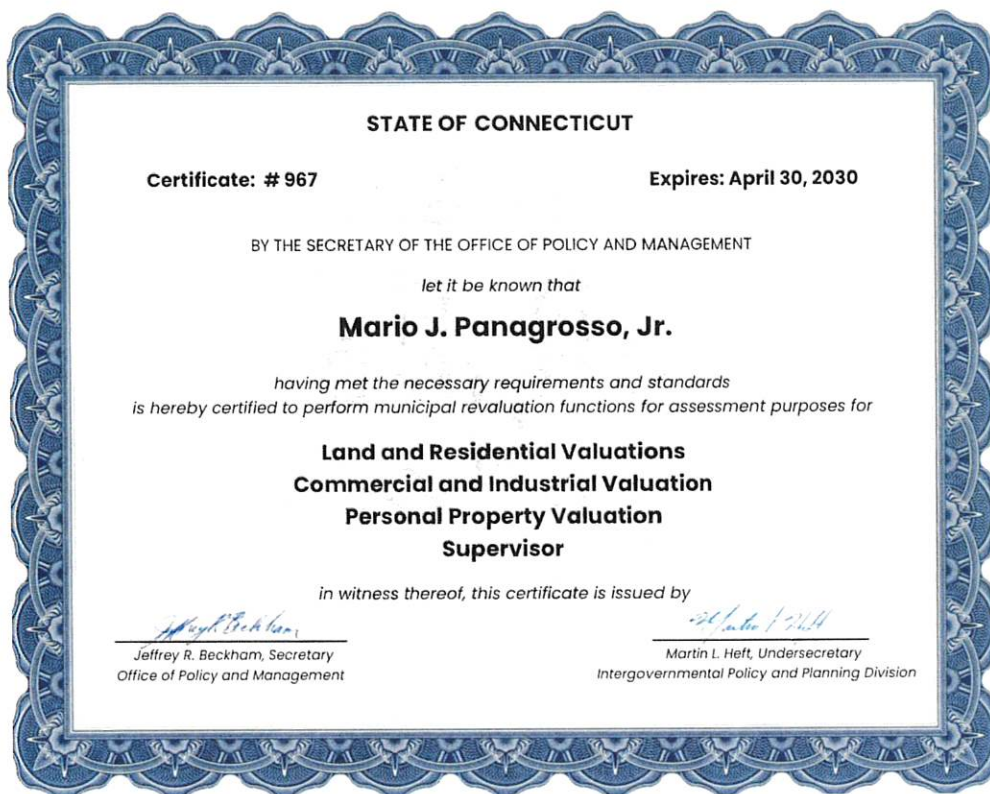 STATE OF CONNECTICUT
Certificate: # 967 Expires: April 30, 2030
BY THE SECRETARY OF THE OFFICE OF POLICY AND MANAGEMENT
let it be known that
Mario J. Panagrosso, Jr.
having met the necessary requirements and standards
is hereby certified to perform municipal revaluation functions for assessment purposes for
Land and Residential Valuations
Commercial and Industrial Valuation
Personal Property Valuation
Supervisor
in witness thereof, this certificate is issued by
Jeffrey R. Beckham, Secretary
Office of Policy and Management
Martin L. Heft, Undersecretary
Intergovernmental Policy and Planning Division